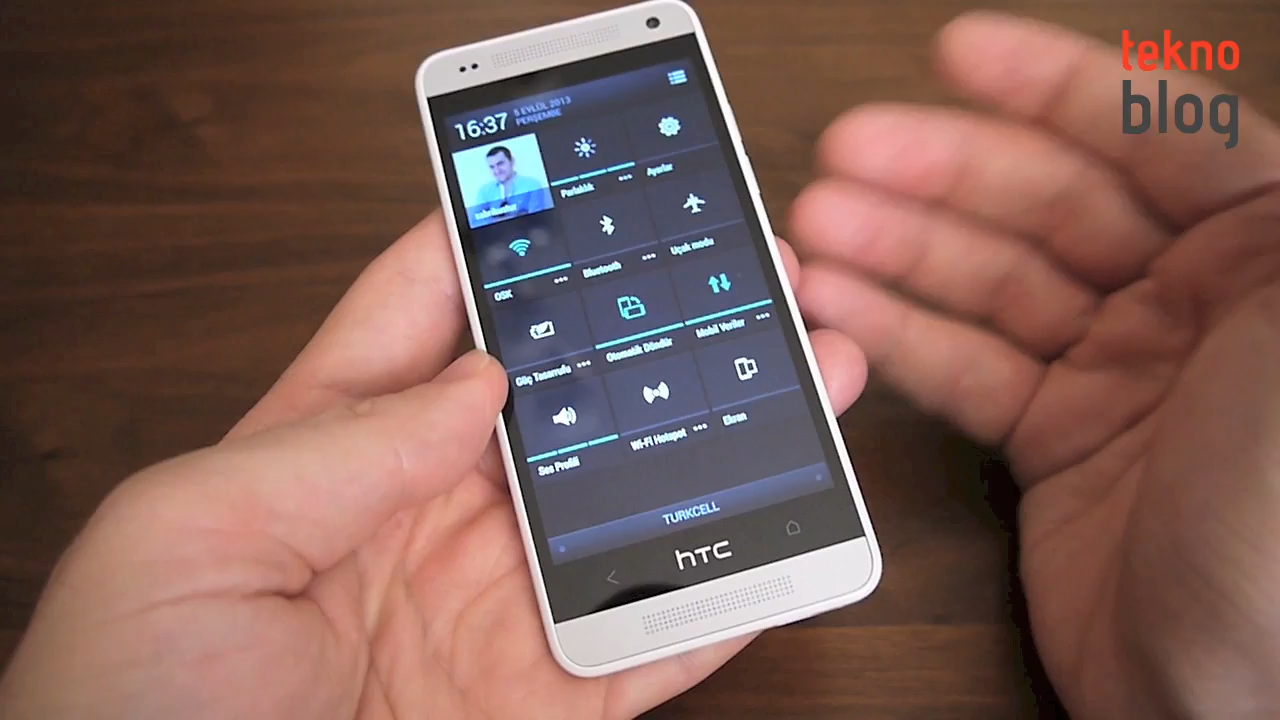 tekno
blog
16:37
5 EYLÜL 2013
PERŞEMBE
Parlaklık
Ayarlar
OSK
Bluetooth
Uçak modu
Güç Tasarrufu
Otomatik Döndür
Mobil Veriler
Ses Profili
Wi-Fi Hotspot
Ekran
TURKCELL
hTC